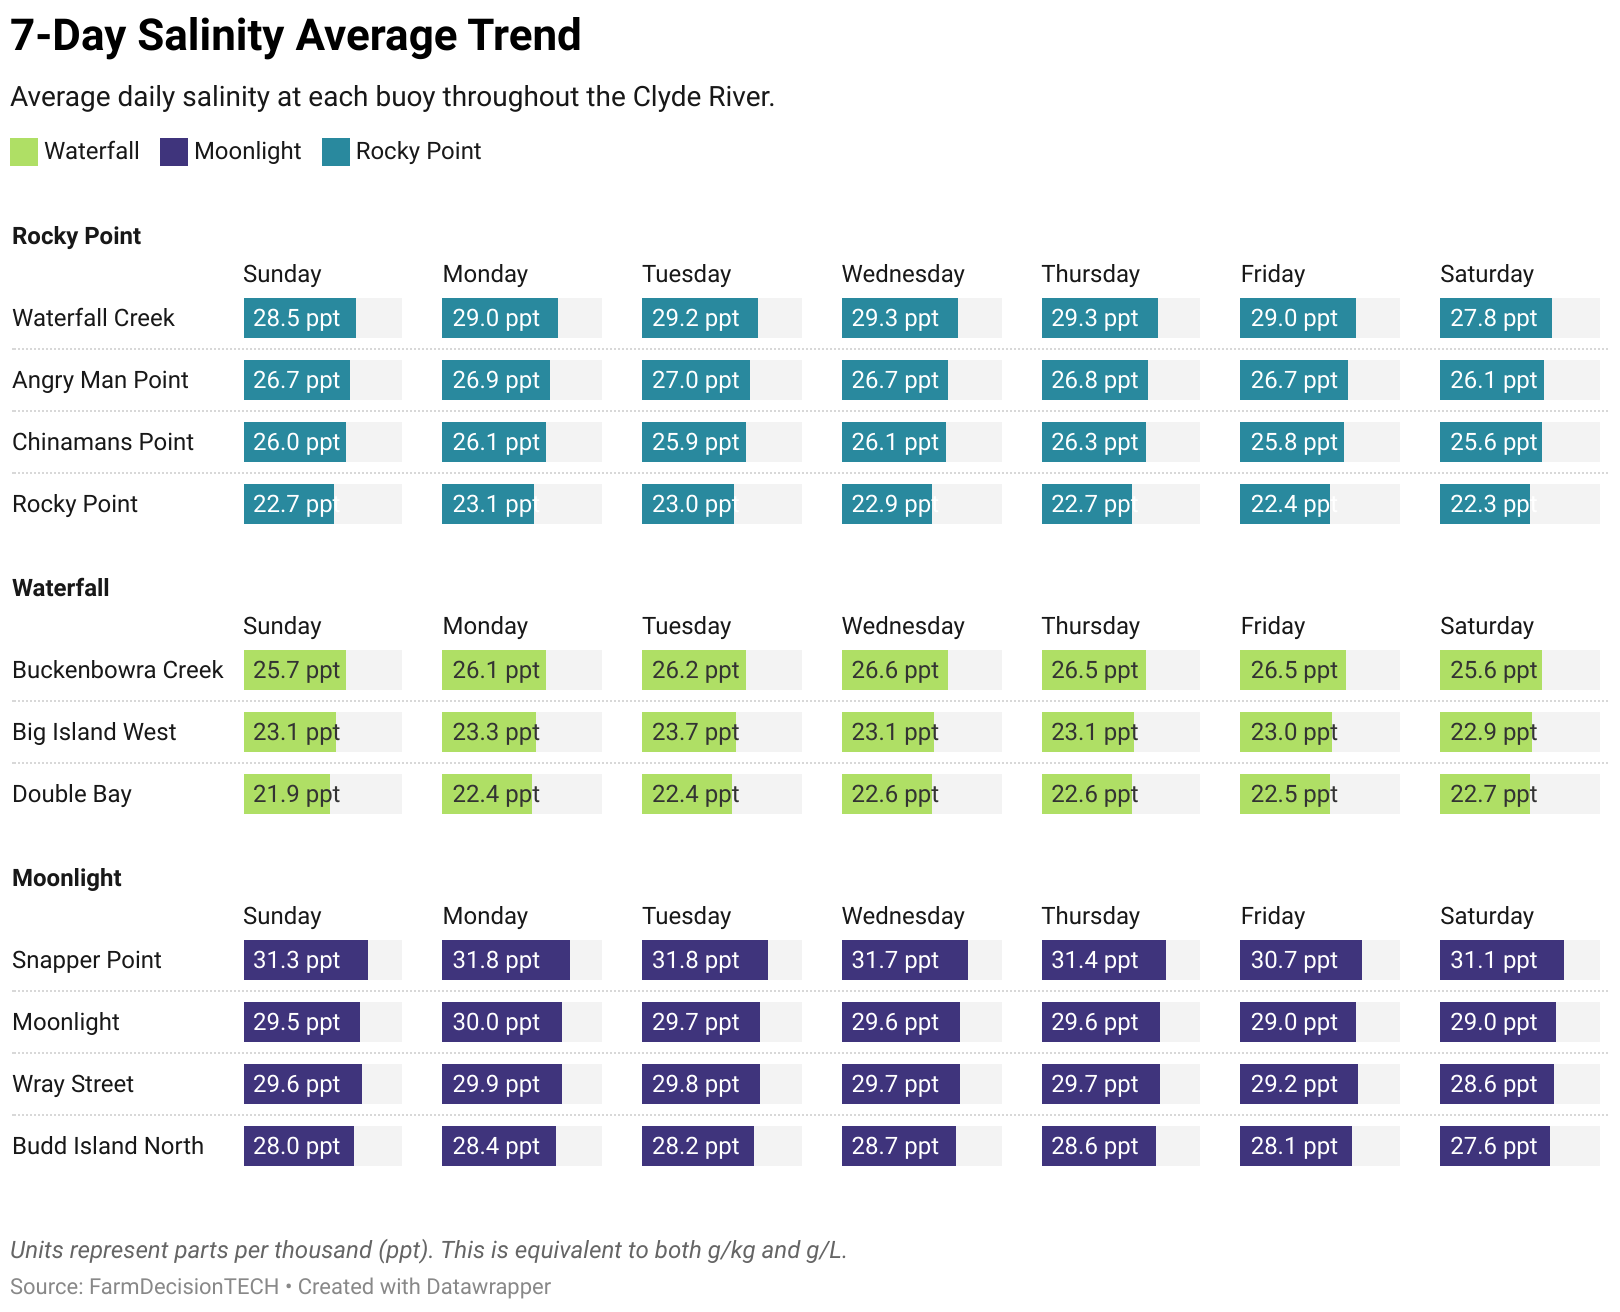 7-Day Salinity Average Trend
Average daily salinity at each buoy throughout the Clyde River.
Waterfall Moonlight Rocky Point
Rocky Point
Sunday Monday Tuesday Wednesday Thursday Friday Saturday
Waterfall Creek 28.5 ppt 29.0 ppt 29.2 ppt 29.3 ppt 29.3 ppt 29.0 ppt 27.8 ppt
Angry Man Point 26.7 ppt 26.9 ppt 27.0 ppt 26.7 ppt 26.8 ppt 26.7 ppt 26.1 ppt
Chinamans Point 26.0 ppt 26.1 ppt 25.9 ppt 26.1 ppt 26.3 ppt 25.8 ppt 25.6 ppt
Rocky Point 22.7 ppt 23.1 ppt 23.0 ppt 22.9 ppt 22.7 ppt 22.4 ppt 22.3 ppt
Waterfall
Sunday Monday Tuesday Wednesday Thursday Friday Saturday
Buckenbowra Creek 25.7 ppt 26.1 ppt 26.2 ppt 26.6 ppt 26.5 ppt 26.5 ppt 25.6 ppt
Big Island West 23.1 ppt 23.3 ppt 23.7 ppt 23.1 ppt 23.1 ppt 23.0 ppt 22.9 ppt
Double Bay 21.9 ppt 22.4 ppt 22.4 ppt 22.6 ppt 22.6 ppt 22.5 ppt 22.7 ppt
Moonlight
Sunday Monday Tuesday Wednesday Thursday Friday Saturday
Snapper Point 31.3 ppt 31.8 ppt 31.8 ppt 31.7 ppt 31.4 ppt 30.7 ppt 31.1 ppt
Moonlight 29.5 ppt 30.0 ppt 29.7 ppt 29.6 ppt 29.6 ppt 29.0 ppt 29.0 ppt
Wray Street 29.6 ppt 29.9 ppt 29.8 ppt 29.7 ppt 29.7 ppt 29.2 ppt 28.6 ppt
Budd Island North 28.0 ppt 28.4 ppt 28.2 ppt 28.7 ppt 28.6 ppt 28.1 ppt 27.6 ppt
Units represent parts per thousand (ppt). This is equivalent to both g/kg and g/L.
Source: FarmDecisionTECH • Created with Datawrapper